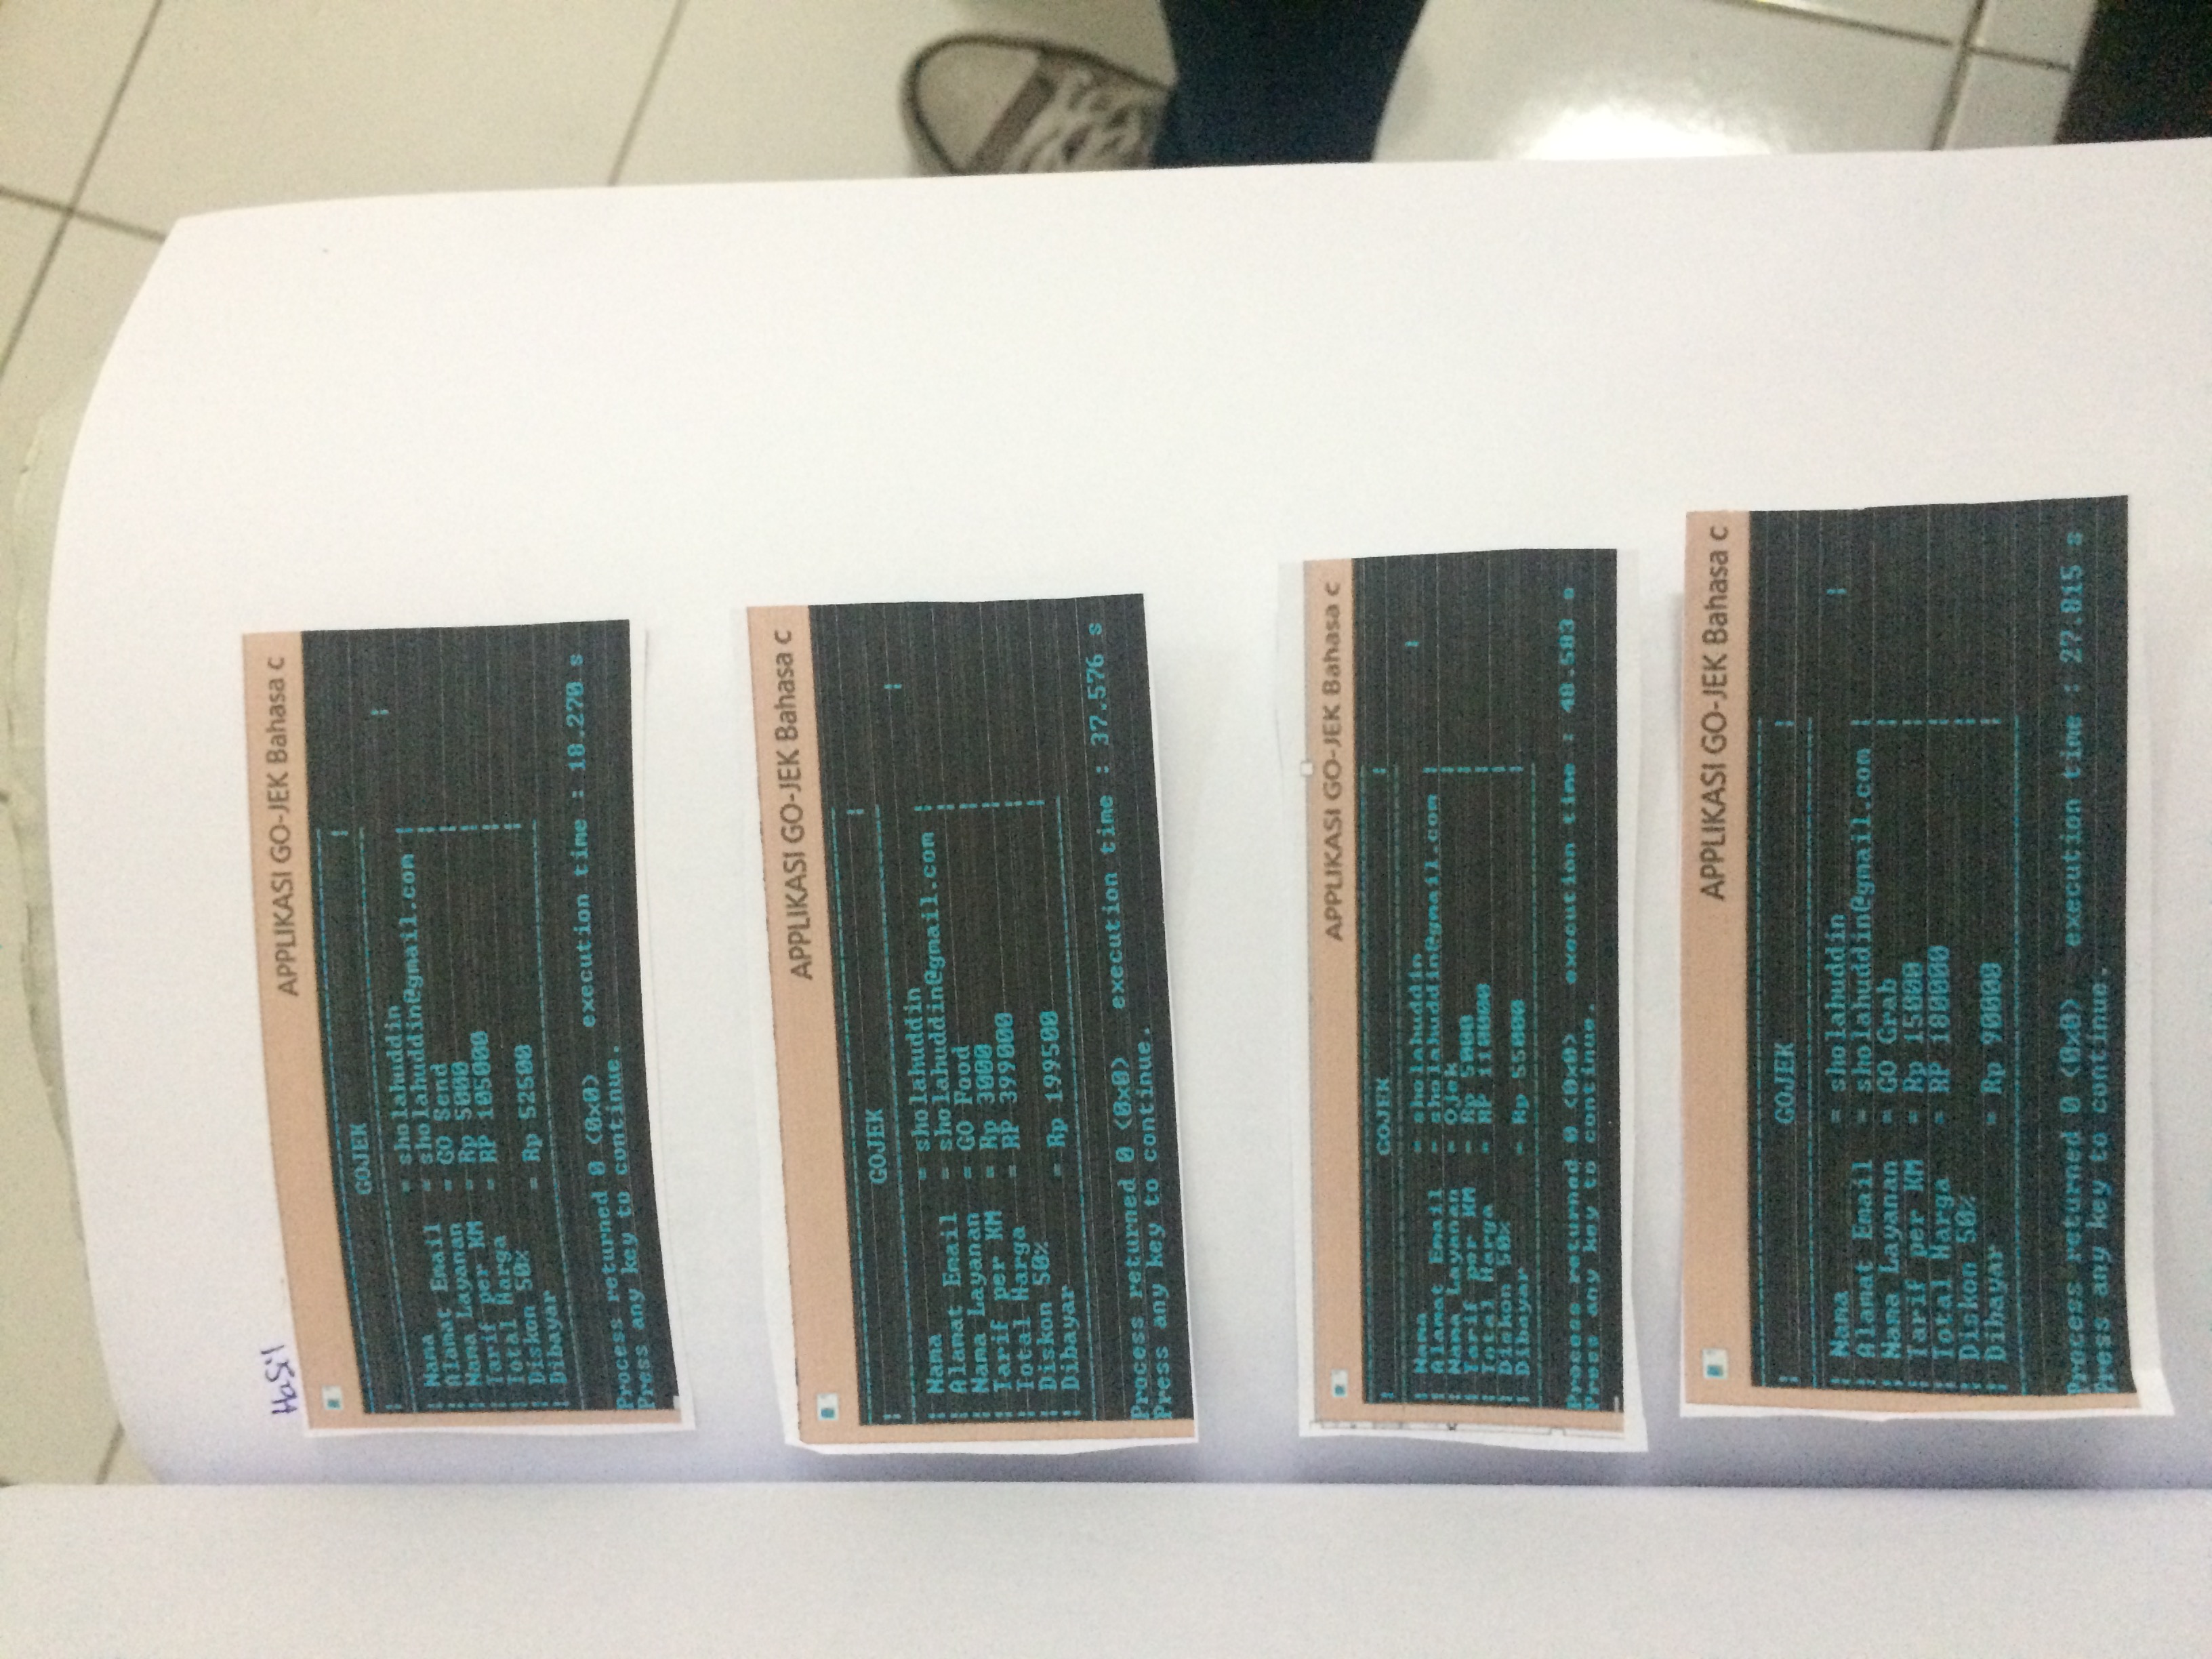 Hasil
APPLIKASI GO-JEK Bahasa c
GOJEK
Nama = sholahuddin
Alamat Email = sholahuddin@gmail.com
Nama Layanan = GO Send
Tarif per KM = Rp 5000
Total Harga = RP 105000
Diskon 50%
Dibayar = Rp 52500
Process returned 0 (0x0) execution time : 18.270 s
Press any key to continue.
APPLIKASI GO-JEK Bahasa c
GOJEK
Nama = sholahuddin
Alamat Email = sholahuddin@gmail.com
Nama Layanan = GO Food
Tarif per KM = Rp 3000
Total Harga = RP 399000
Diskon 50%
Dibayar = Rp 199500
Process returned 0 (0x0) execution time : 37.576 s
Press any key to continue.
APPLIKASI GO-JEK Bahasa c
GOJEK
Nama = sholahuddin
Alamat Email = sholahuddin@gmail.com
Nama Layanan = Ojek
Tarif per KM = Rp 5000
Total Harga = RP 110000
Diskon 50%
Dibayar = Rp 55000
Process returned 0 (0x0) execution time : 48.583 s
Press any key to continue.
APPLIKASI GO-JEK Bahasa c
GOJEK
Nama = sholahuddin
Alamat Email = sholahuddin@gmail.com
Nama Layanan = GO Grab
Tarif per KM = Rp 15000
Total Harga = RP 180000
Diskon 50%
Dibayar = Rp 90000
Process returned 0 (0x0) execution time : 27.815 s
Press any key to continue.